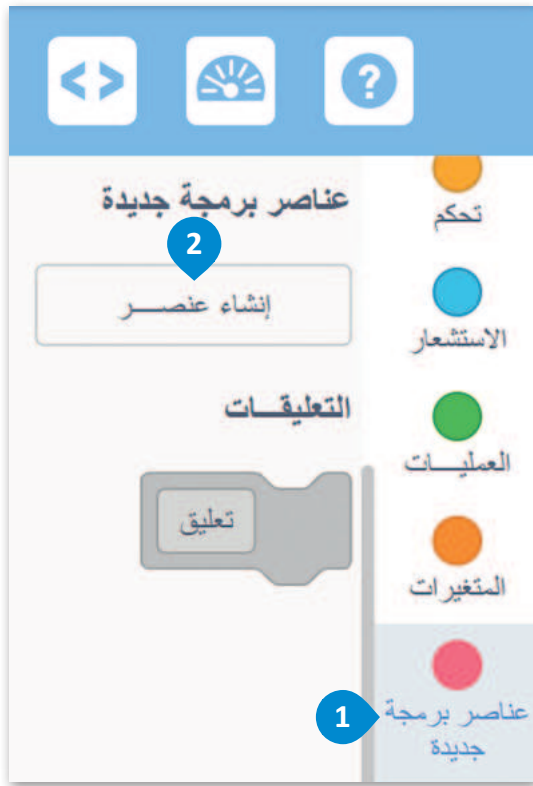 ?
تحكم
الاستشعار
العمليـــات
المتغيرات
عناصر برمجة
جديدة
1
عناصر برمجة جديدة
2
إنشاء عنصـــر
التعليقـــات
تعليق